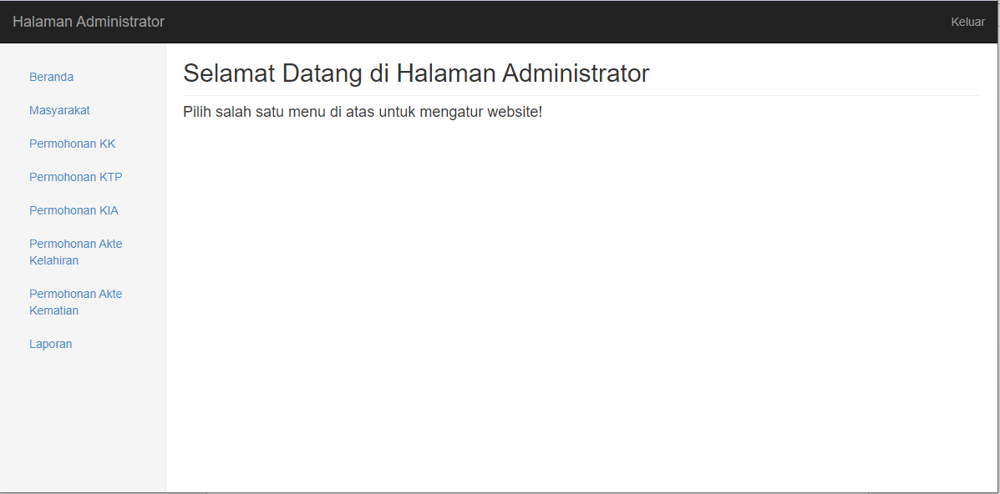 Halaman Administrator
Keluar
Beranda
Masyarakat
Permohonan KK
Permohonan KTP
Permohonan KIA
Permohonan Akte
Kelahiran
Permohonan Akte
Kematian
Laporan
Selamat Datang di Halaman Administrator
Pilih salah satu menu di atas untuk mengatur website!